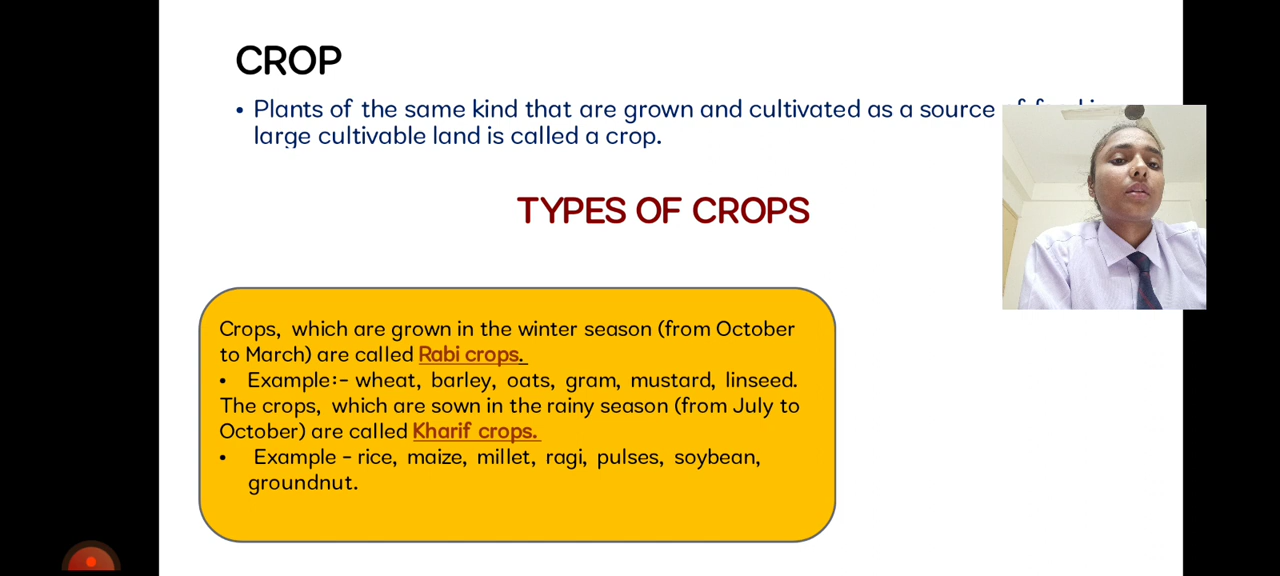 CROP
• Plants of the same kind that are grown and cultivated as a source
large cultivable land is called a crop.
TYPES OF CROPS
Crops, which are grown in the winter season (from October
to March) are called Rabi crops.
• Example:- wheat, barley, oats, gram, mustard, linseed.
The crops, which are sown in the rainy season (from July to
October) are called Kharif crops.
• Example - rice, maize, millet, ragi, pulses, soybean,
groundnut.